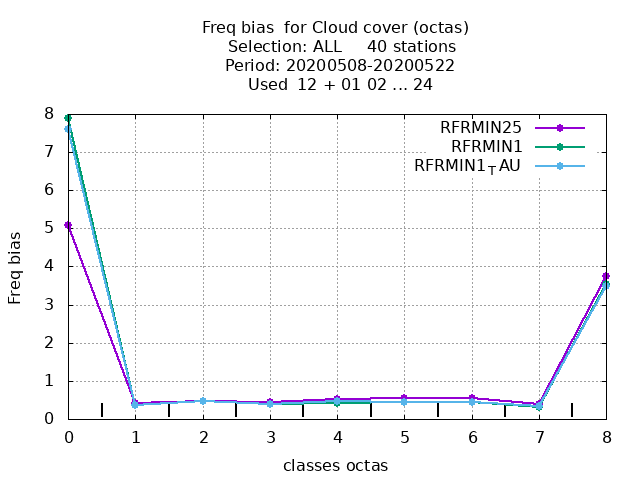 Freq bias  for Cloud cover (octas)
Selection: ALL     40 stations
Period: 20200508-20200522
Used  12 + 01 02 ... 24
RFRMIN25
RFRMIN1
RFRMIN1TAU
8
7
6
5
4
3
2
1
0
Freq bias
0 1 2 3 4 5 6 7 8
classes octas